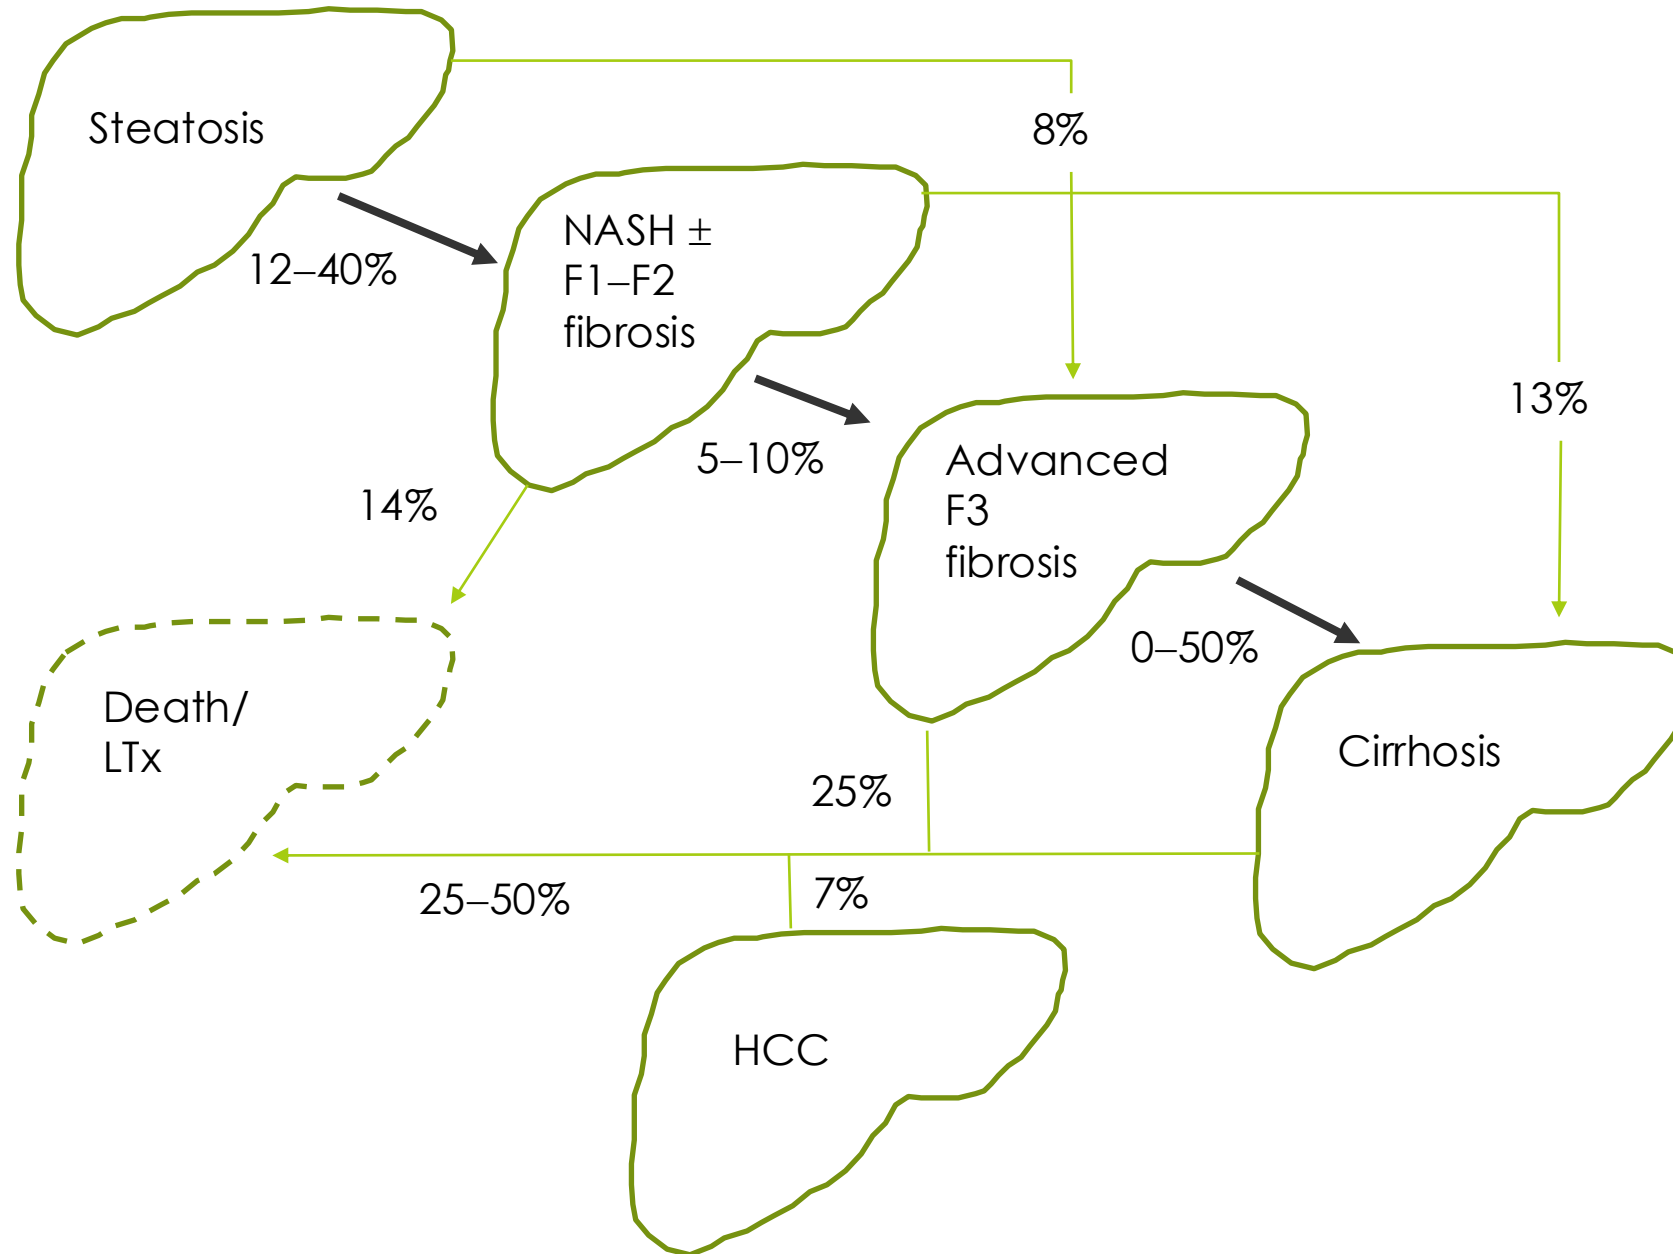 Steatosis
8%
12–40%
NASH ±
F1–F2
fibrosis
13%
5–10%
Advanced
F3
fibrosis
14%
0–50%
Death/
LTx
Cirrhosis
25%
25–50%
7%
HCC